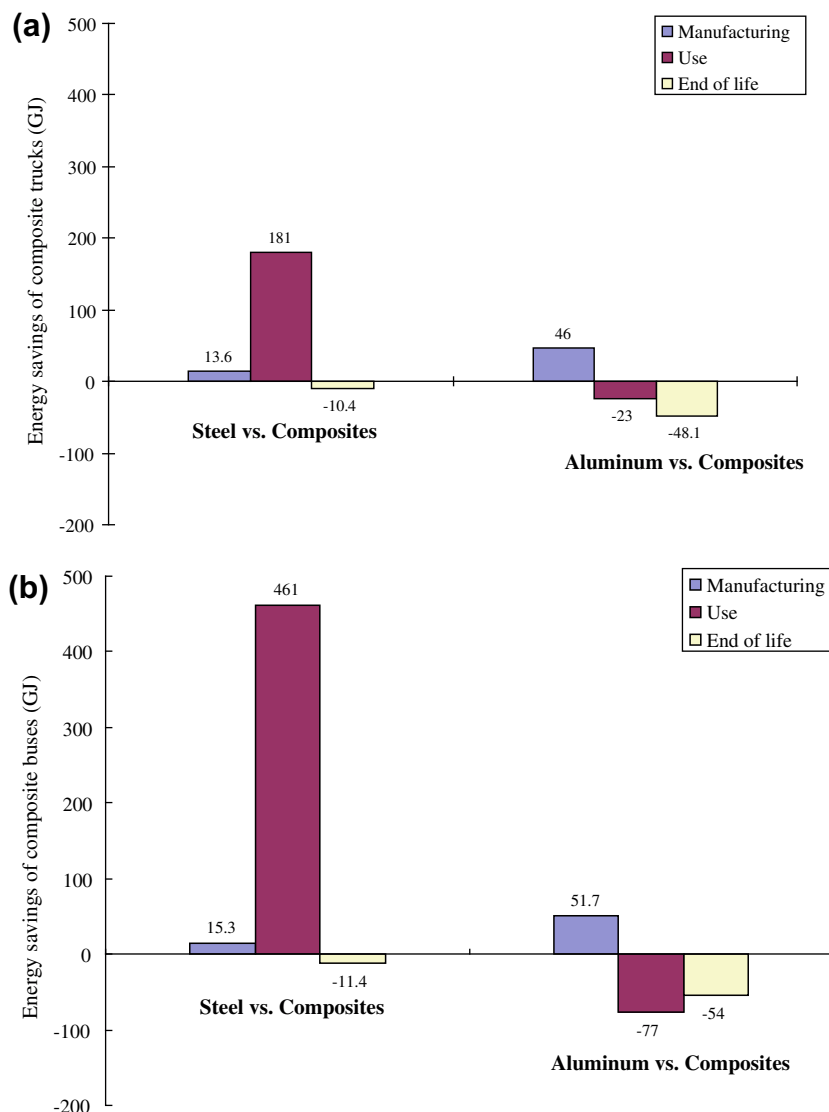 (a)
Energy savings of composite trucks (GJ)
500
400
300
200
100
0
-100
-200
Manufacturing
Use
End of life
13.6
181
-10.4
46
-23
-48.1
Steel vs. Composites
Aluminum vs. Composites
(b)
Energy savings of composite buses (GJ)
500
400
300
200
100
0
-100
-200
Manufacturing
Use
End of life
15.3
461
-11.4
51.7
-77
-54
Steel vs. Composites
Aluminum vs. Composites